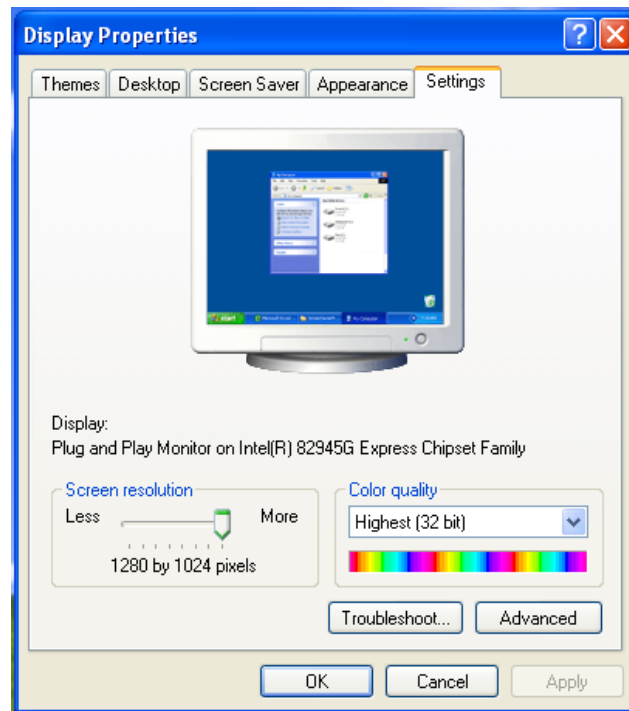 Display Properties
Themes Desktop Screen Saver Appearance Settings
start
Display:
Plug and Play Monitor on Intel(R) 82945G Express Chipset Family
Screen resolution
Less More
1280 by 1024 pixels
Color quality
Highest (32 bit)
Troubleshoot... Advanced
OK Cancel Apply